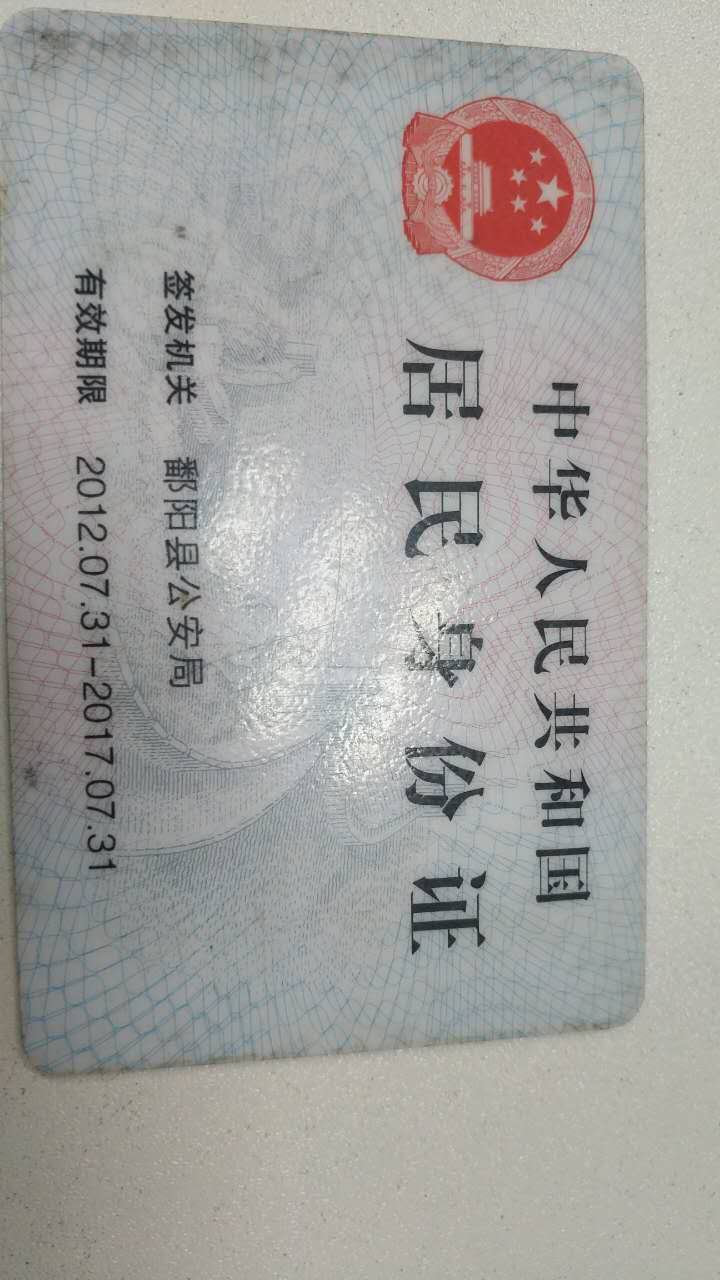 中华人民共和国
居民身份证
签发机关 鄱阳县公安局
有效期限 2012.07.31-2017.07.31